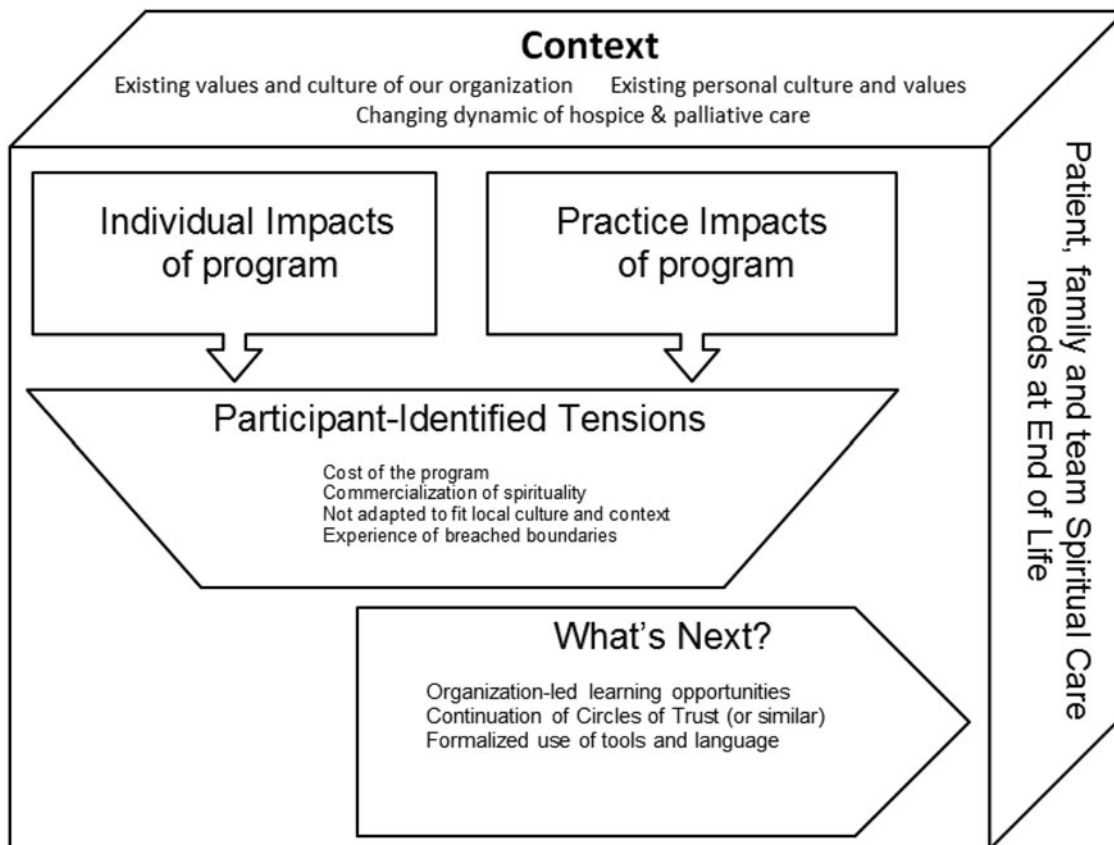 Context
Existing values and culture of our organization Existing personal culture and values
Changing dynamic of hospice & palliative care
Individual Impacts
of program
Practice Impacts
of program
Participant-Identified Tensions
Cost of the program
Commercialization of spirituality
Not adapted to fit local culture and context
Experience of breached boundaries
What's Next?
Organization-led learning opportunities
Continuation of Circles of Trust (or similar)
Formalized use of tools and language
Patient, family and team Spiritual Care
needs at End of Life